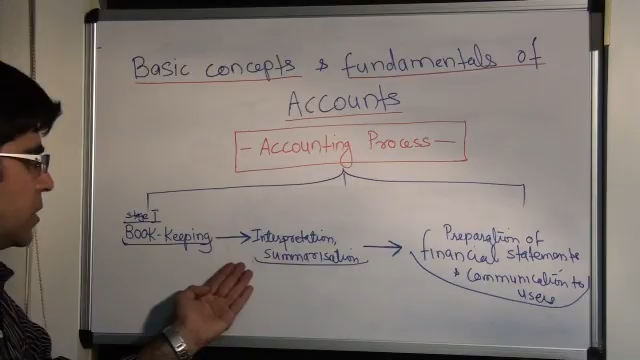 Basic concepts & fundamentals of
Accounts
- Accounting Process -
stage I
Book-Keeping → Interpretation, summarisation → Preparation of
financial statements
& communication to
users